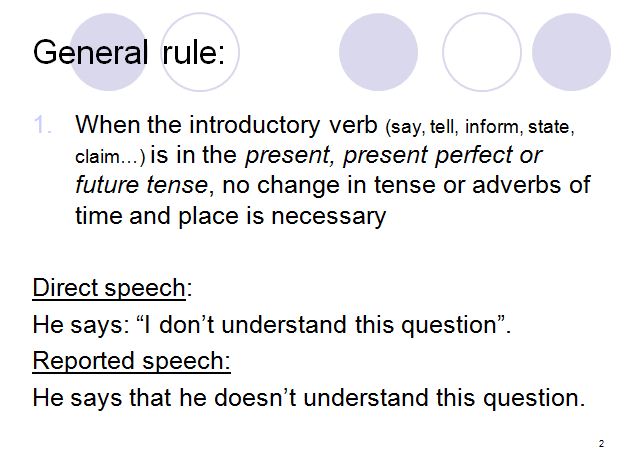 General rule:
1. When the introductory verb (say, tell, inform, state,
claim...) is in the present, present perfect or
future tense, no change in tense or adverbs of
time and place is necessary
Direct speech:
He says: “I don’t understand this question”.
Reported speech:
He says that he doesn’t understand this question.
2